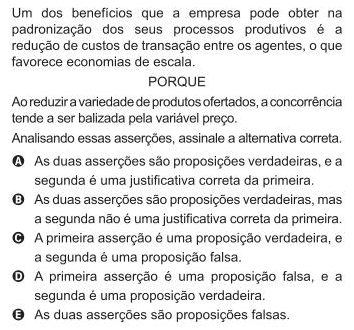 Um dos benefícios que a empresa pode obter na
padronização dos seus processos produtivos é a
redução de custos de transação entre os agentes, o que
favorece economias de escala.
PORQUE
Ao reduzir a variedade de produtos ofertados, a concorrência
tende a ser balizada pela variável preço.
Analisando essas asserções, assinale a alternativa correta.
A As duas asserções são proposições verdadeiras, e a
segunda é uma justificativa correta da primeira.
B As duas asserções são proposições verdadeiras, mas
a segunda não é uma justificativa correta da primeira.
C A primeira asserção é uma proposição verdadeira, e
a segunda é uma proposição falsa.
D A primeira asserção é uma proposição falsa, e a
segunda é uma proposição verdadeira.
E As duas asserções são proposições falsas.